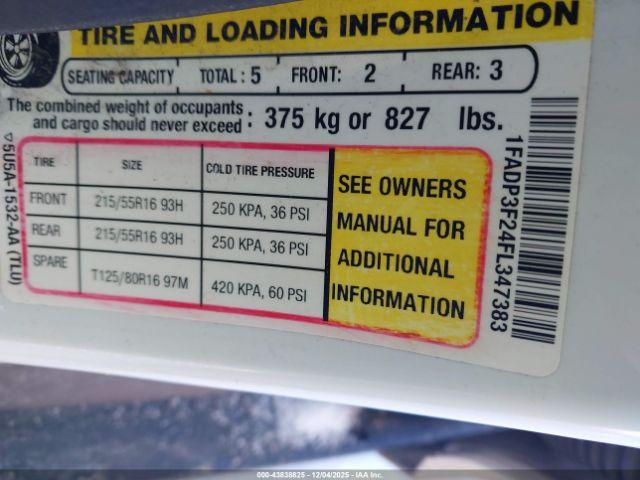 TIRE AND LOADING INFORMATION
SEATING CAPACITY TOTAL : 5 FRONT: 2 REAR: 3
The combined weight of occupants
and cargo should never exceed : 375 kg or 827 lbs.
TIRE SIZE COLD TIRE PRESSURE
FRONT 215/55R16 93H 250 KPA, 36 PSI
REAR 215/55R16 93H 250 KPA, 36 PSI
SPARE T125/80R16 97M 420 KPA, 60 PSI
SEE OWNERS
MANUAL FOR
ADDITIONAL
INFORMATION
5U5A-1532-AA (TLU)
1FADP3F24FL347383
000-43838825 - 12/04/2025 - IAA Inc.